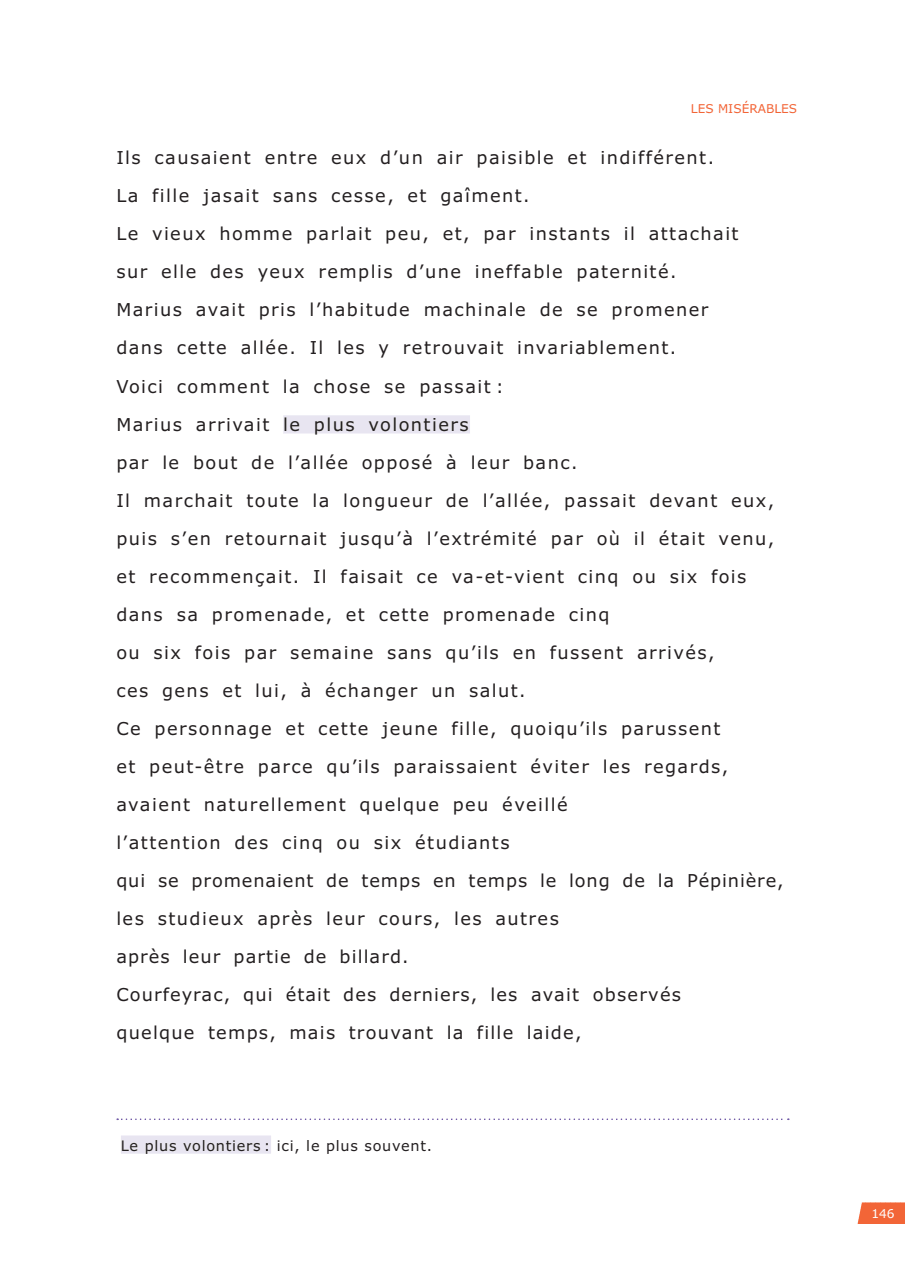 LES MISÉRABLES
Ils causaient entre eux d’un air paisible et indifférent.
La fille jasait sans cesse, et gaîment.
Le vieux homme parlait peu, et, par instants il attachait
sur elle des yeux remplis d’une ineffable paternité.
Marius avait pris l’habitude machinale de se promener
dans cette allée. Il les y retrouvait invariablement.
Voici comment la chose se passait :
Marius arrivait le plus volontiers
par le bout de l’allée opposé à leur banc.
Il marchait toute la longueur de l’allée, passait devant eux,
puis s’en retournait jusqu’à l’extrémité par où il était venu,
et recommençait. Il faisait ce va-et-vient cinq ou six fois
dans sa promenade, et cette promenade cinq
ou six fois par semaine sans qu’ils en fussent arrivés,
ces gens et lui, à échanger un salut.
Ce personnage et cette jeune fille, quoiqu’ils parussent
et peut-être parce qu’ils paraissaient éviter les regards,
avaient naturellement quelque peu éveillé
l’attention des cinq ou six étudiants
qui se promenaient de temps en temps le long de la Pépinière,
les studieux après leur cours, les autres
après leur partie de billard.
Courfeyrac, qui était des derniers, les avait observés
quelque temps, mais trouvant la fille laide,
Le plus volontiers : ici, le plus souvent.
146